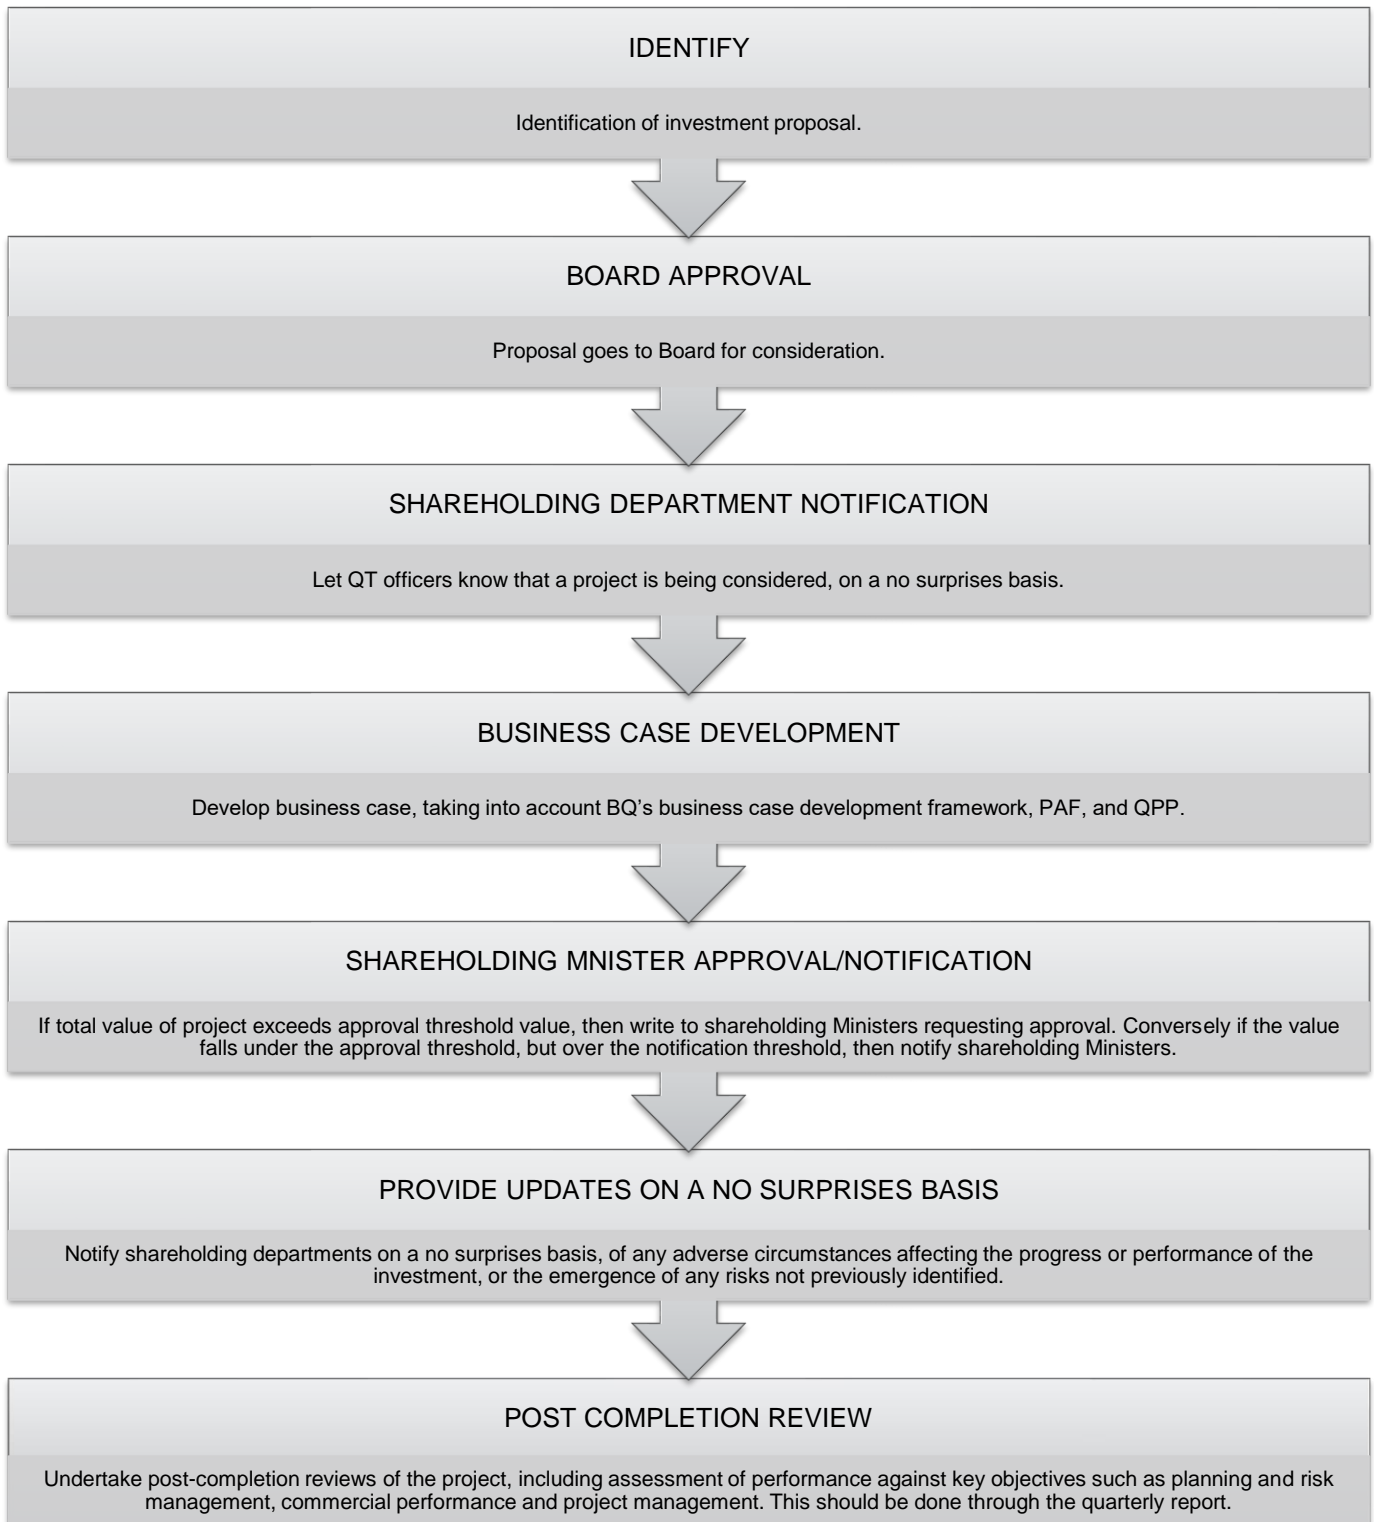 IDENTIFY
Identification of investment proposal.
BOARD APPROVAL
Proposal goes to Board for consideration.
SHAREHOLDING DEPARTMENT NOTIFICATION
Let QT officers know that a project is being considered, on a no surprises basis.
BUSINESS CASE DEVELOPMENT
Develop business case, taking into account BQ’s business case development framework, PAF, and QPP.
SHAREHOLDING MNISTER APPROVAL/NOTIFICATION
If total value of project exceeds approval threshold value, then write to shareholding Ministers requesting approval. Conversely if the value
falls under the approval threshold, but over the notification threshold, then notify shareholding Ministers.
PROVIDE UPDATES ON A NO SURPRISES BASIS
Notify shareholding departments on a no surprises basis, of any adverse circumstances affecting the progress or performance of the
investment, or the emergence of any risks not previously identified.
POST COMPLETION REVIEW
Undertake post-completion reviews of the project, including assessment of performance against key objectives such as planning and risk
management, commercial performance and project management. This should be done through the quarterly report.